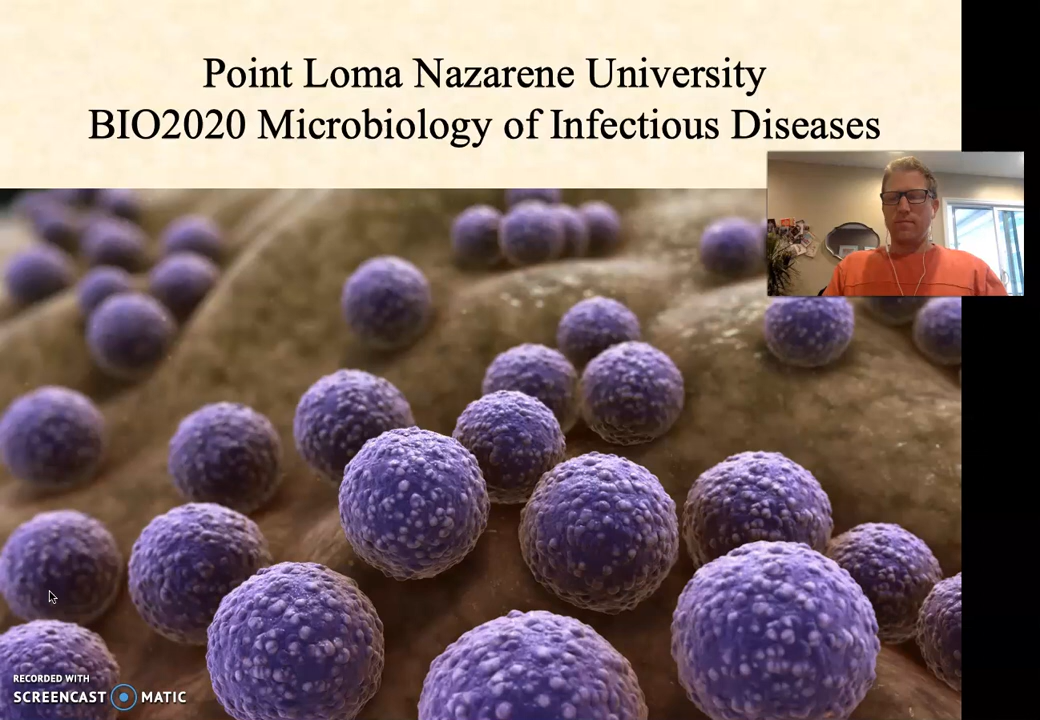 Point Loma Nazarene University
BIO2020 Microbiology of Infectious Diseases
RECORDED WITH
SCREENCAST MATIC